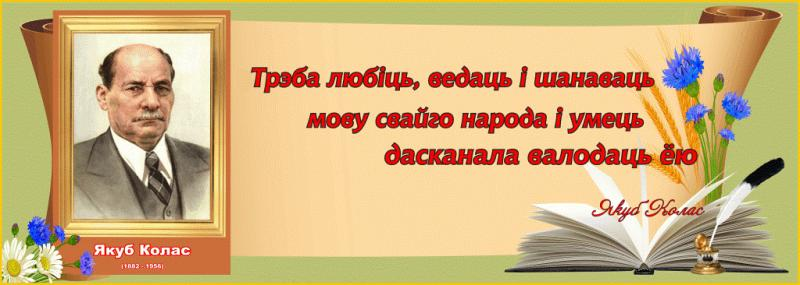 Трэба любіць, ведаць і шанаваць
мову свайго народа і умець
дасканала валодаць ёю
Якуб Колас
Якуб Колас
(1882 - 1956)